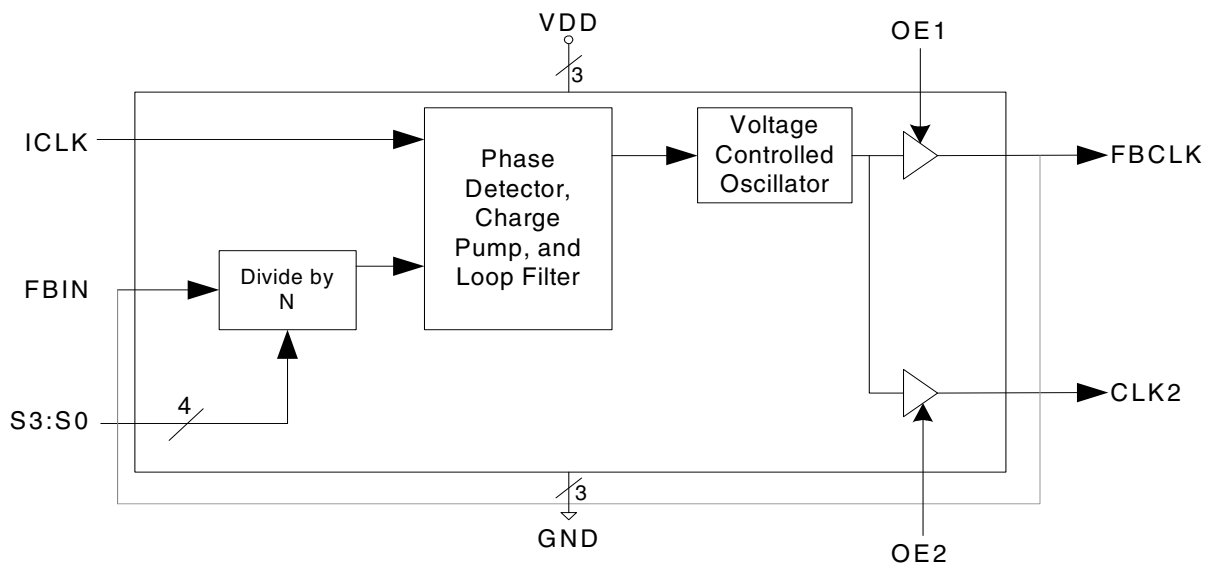 VDD
OE1
3
ICLK
Phase
Detector,
Charge
Pump, and
Loop Filter
Voltage
Controlled
Oscillator
FBCLK
FBIN
Divide by
N
S3:S0
4
CLK2
3
GND
OE2